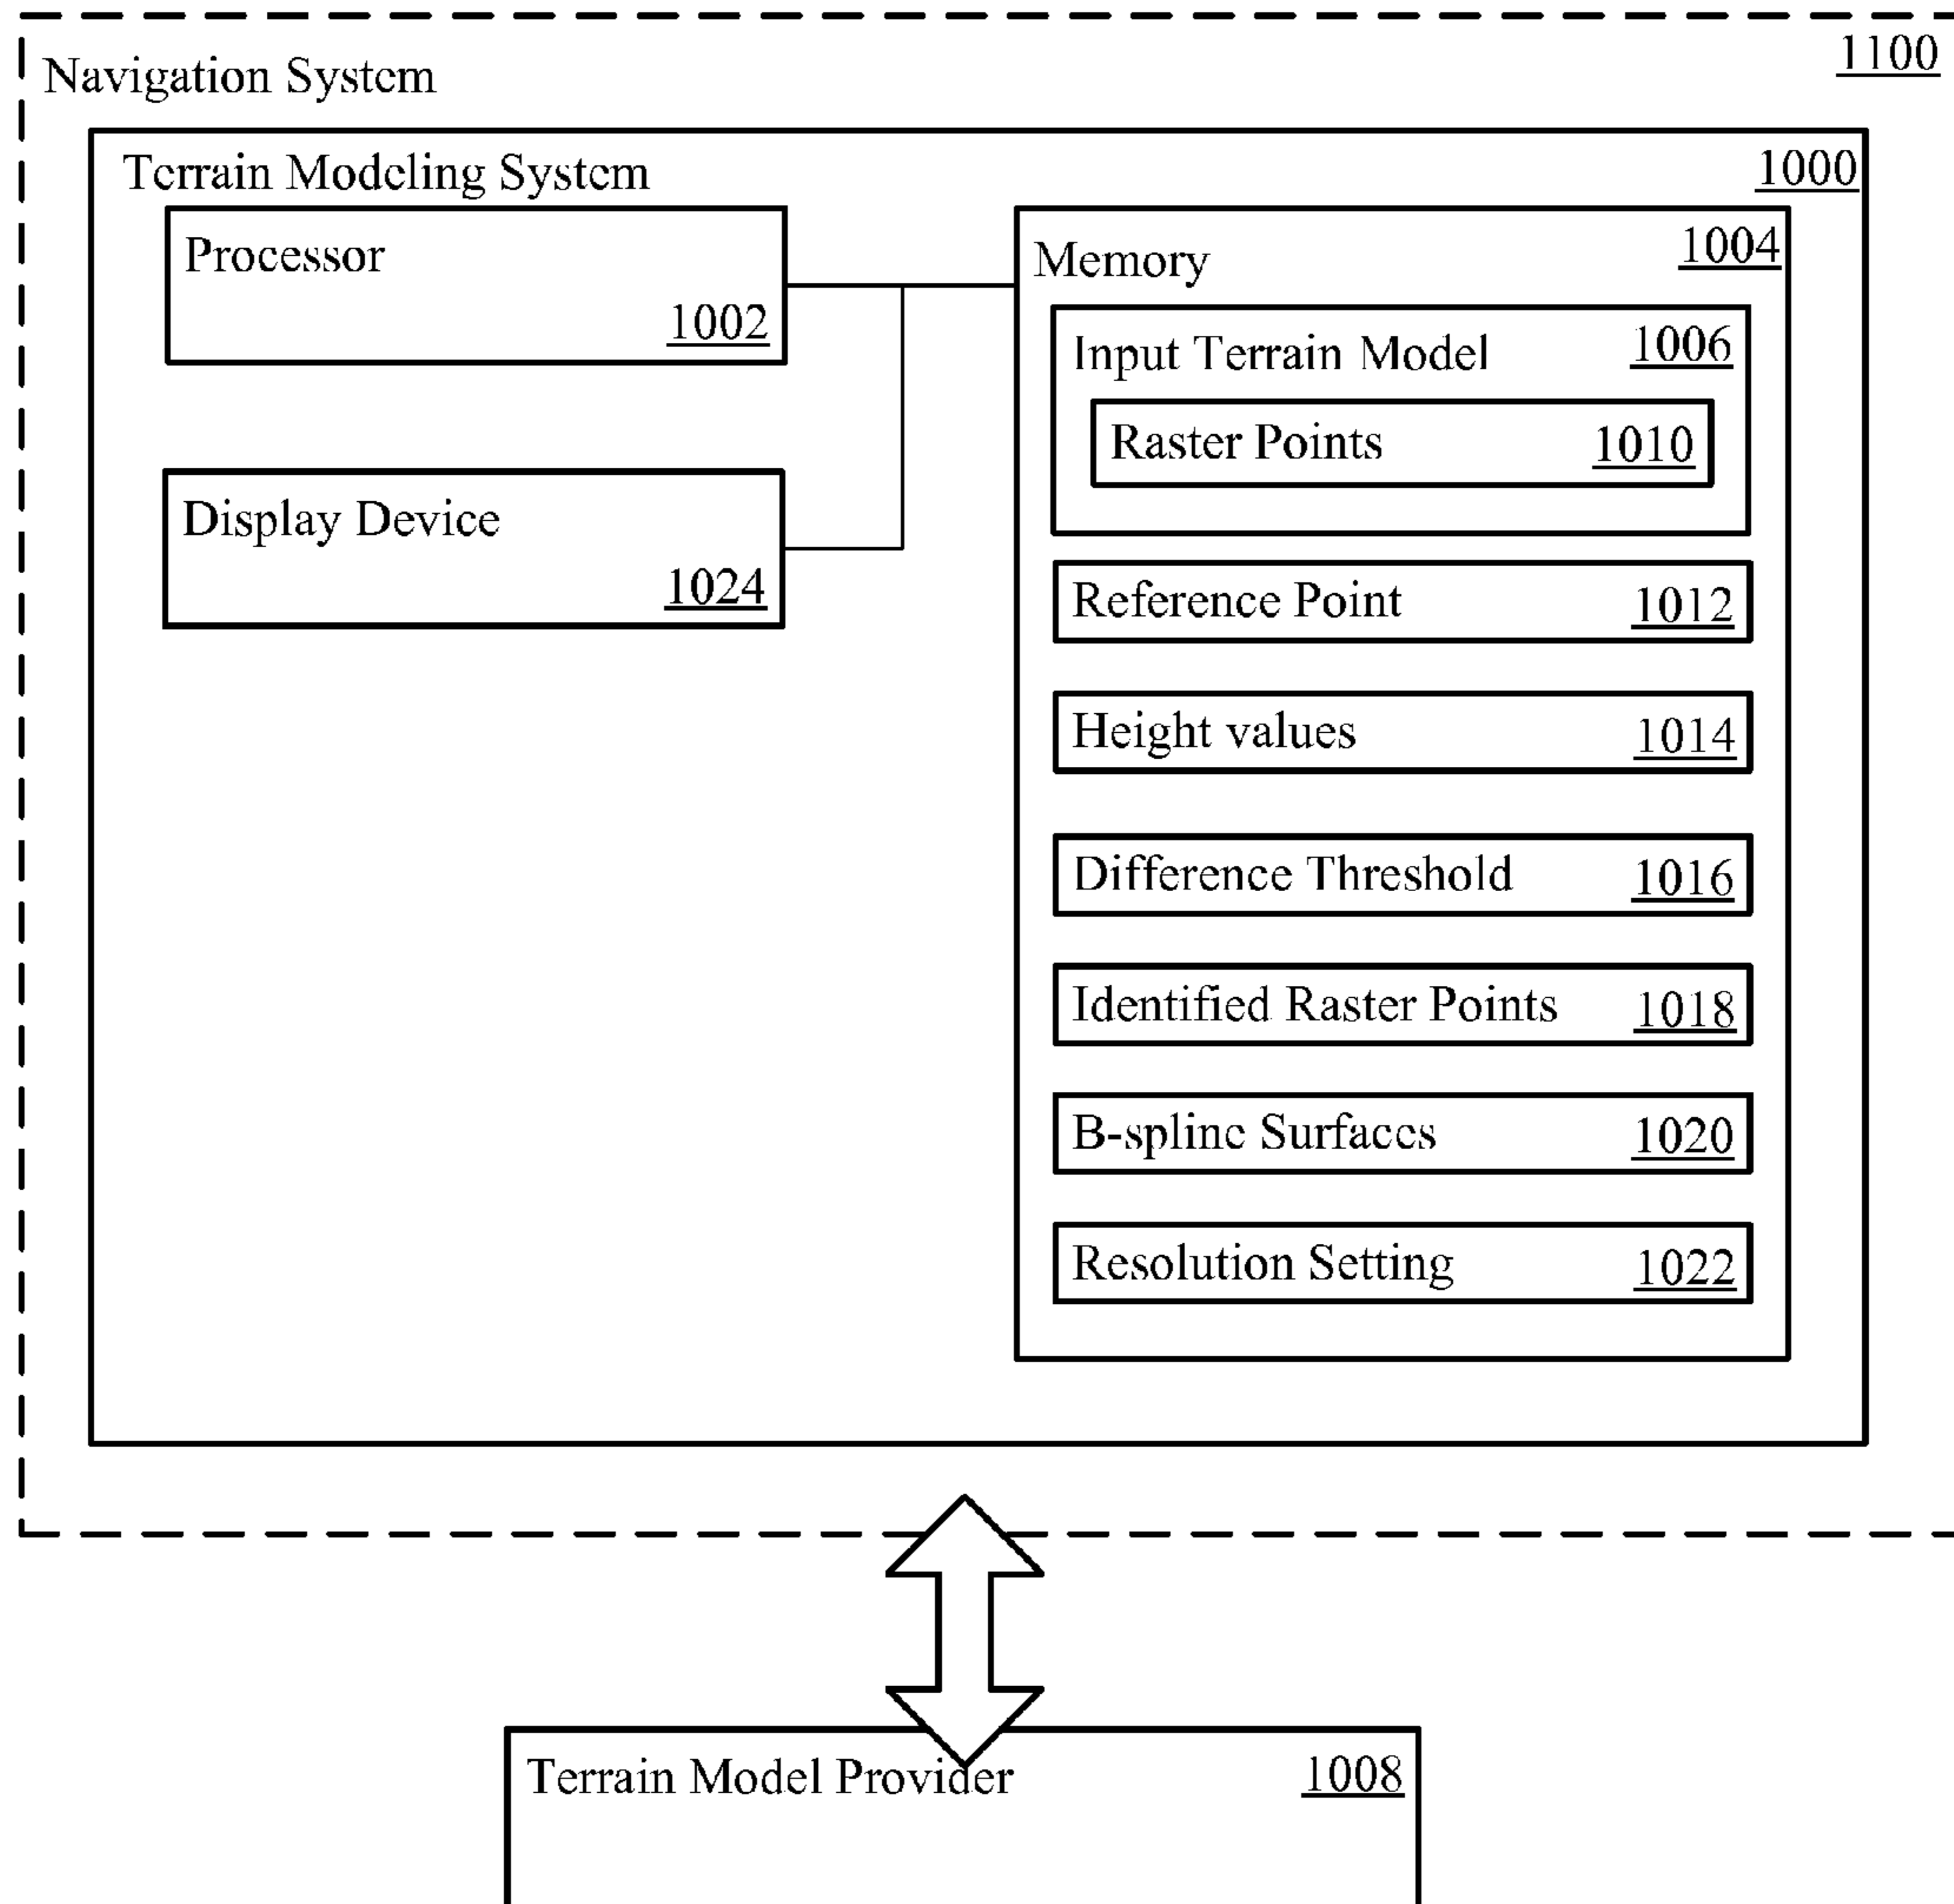 1100
Navigation System
Terrain Modeling System 1000
Processor
1002
Memory 1004
Input Terrain Model 1006
Raster Points 1010
Display Device
1024
Reference Point 1012
Height values 1014
Difference Threshold 1016
Identified Raster Points 1018
B-spline Surfaces 1020
Resolution Setting 1022
Terrain Model Provider 1008